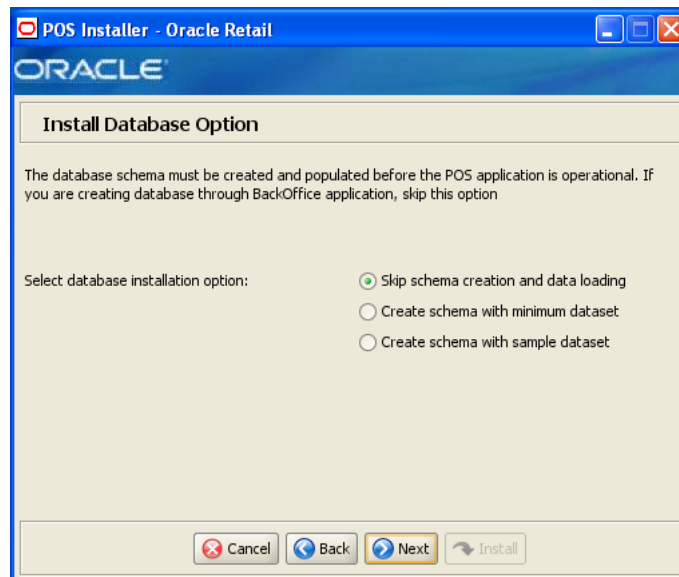 POS Installer - Oracle Retail
ORACLE
Install Database Option
The database schema must be created and populated before the POS application is operational. If
you are creating database through BackOffice application, skip this option
Select database installation option:
Skip schema creation and data loading
Create schema with minimum dataset
Create schema with sample dataset
Cancel
Back
Next
Install